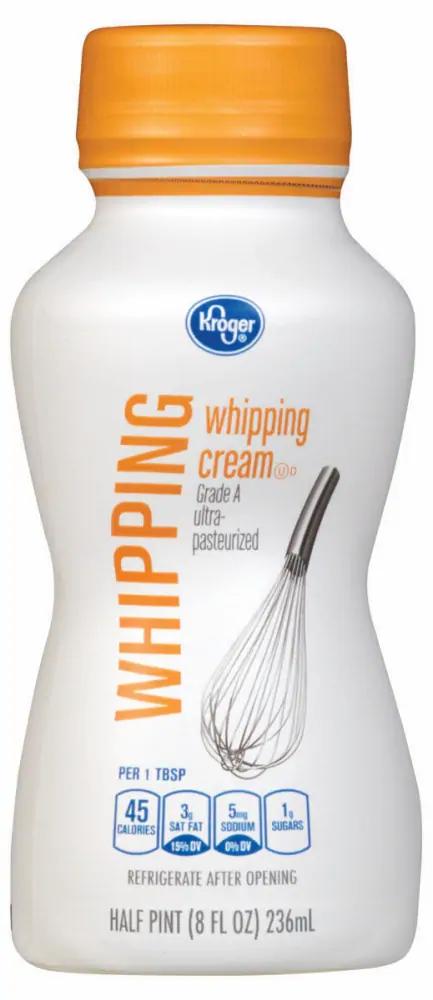 Kroger®
WHIPPING
whipping
cream Ⓤ D
Grade A
ultra-
pasteurized
PER 1 TBSP
45 CALORIES
3g SAT FAT 15% DV
5mg SODIUM 0% DV
1g SUGARS
REFRIGERATE AFTER OPENING
HALF PINT (8 FL OZ) 236mL